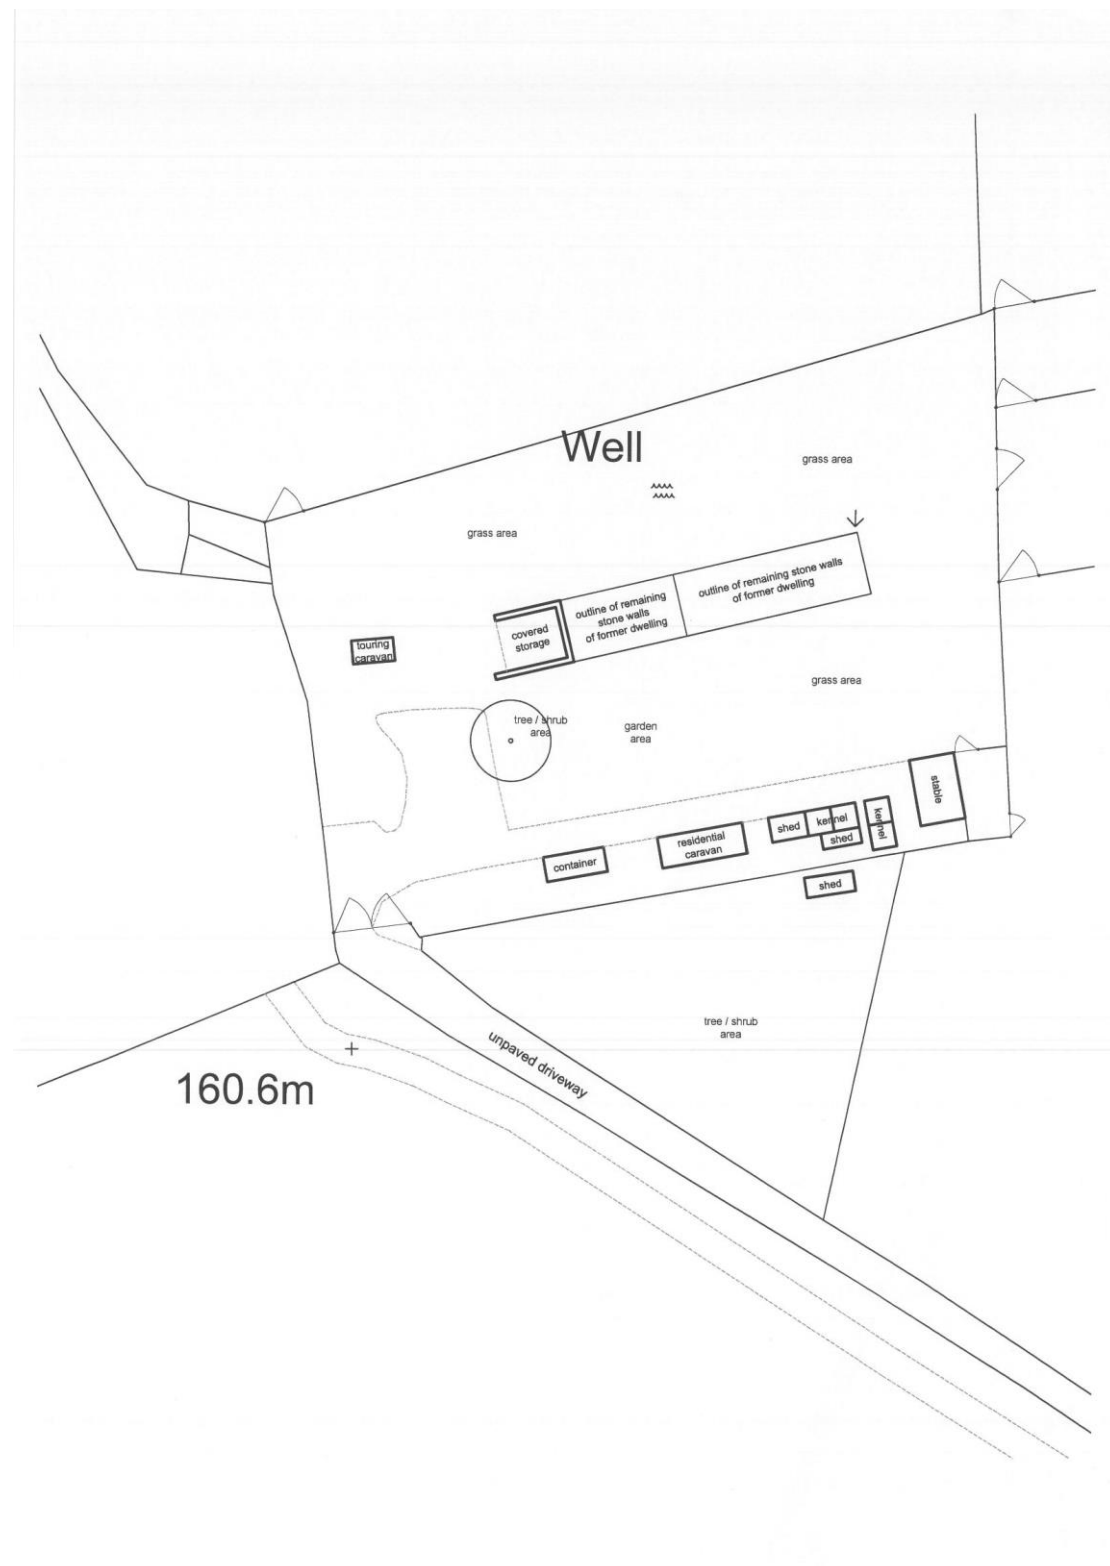 Well
grass area
grass area
outline of remaining stone walls
of former dwelling
outline of remaining
stone walls
of former dwelling
covered
storage
touring
caravan
grass area
tree / shrub
area
garden
area
stable
kennel
shed
kennel
shed
residential
caravan
container
shed
tree / shrub
area
unpaved driveway
160.6m